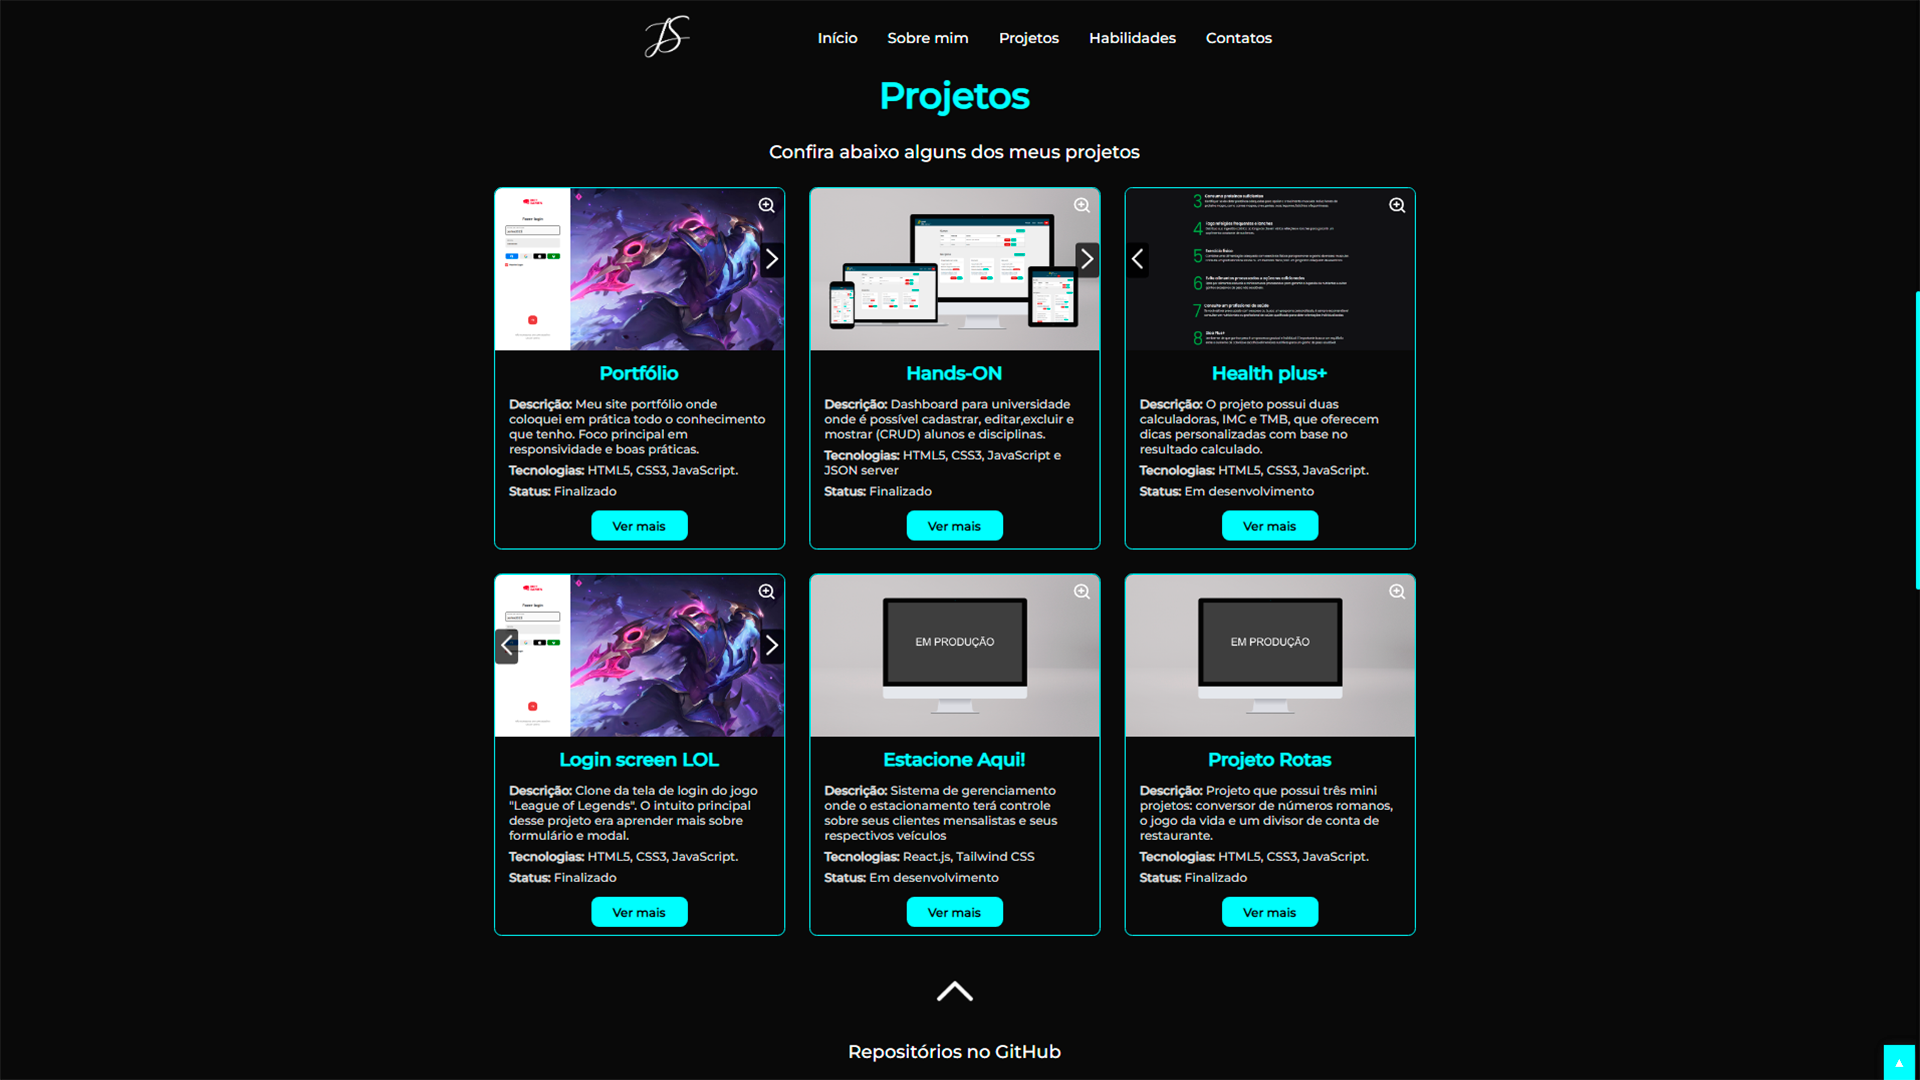 JS
Início Sobre mim Projetos Habilidades Contatos
Projetos
Confira abaixo alguns dos meus projetos
Fazer login
3
4
5
6
7
8
Portfólio
Descrição: Meu site portfólio onde
coloquei em prática todo o conhecimento
que tenho. Foco principal em
responsividade e boas práticas.
Tecnologias: HTML5, CSS3, JavaScript.
Status: Finalizado
Ver mais
Hands-ON
Descrição: Dashboard para universidade
onde é possível cadastrar, editar,excluir e
mostrar (CRUD) alunos e disciplinas.
Tecnologias: HTML5, CSS3, JavaScript e
JSON server
Status: Finalizado
Ver mais
Health plus+
Descrição: O projeto possui duas
calculadoras, IMC e TMB, que oferecem
dicas personalizadas com base no
resultado calculado.
Tecnologias: HTML5, CSS3, JavaScript.
Status: Em desenvolvimento
Ver mais
Fazer login
EM PRODUÇÃO
EM PRODUÇÃO
Login screen LOL
Descrição: Clone da tela de login do jogo
"League of Legends". O intuito principal
desse projeto era aprender mais sobre
formulário e modal.
Tecnologias: HTML5, CSS3, JavaScript.
Status: Finalizado
Ver mais
Estacione Aqui!
Descrição: Sistema de gerenciamento
onde o estacionamento terá controle
sobre seus clientes mensalistas e seus
respectivos veículos
Tecnologias: React.js, Tailwind CSS
Status: Em desenvolvimento
Ver mais
Projeto Rotas
Descrição: Projeto que possui três mini
projetos: conversor de números romanos,
o jogo da vida e um divisor de conta de
restaurante.
Tecnologias: HTML5, CSS3, JavaScript.
Status: Finalizado
Ver mais
Repositórios no GitHub